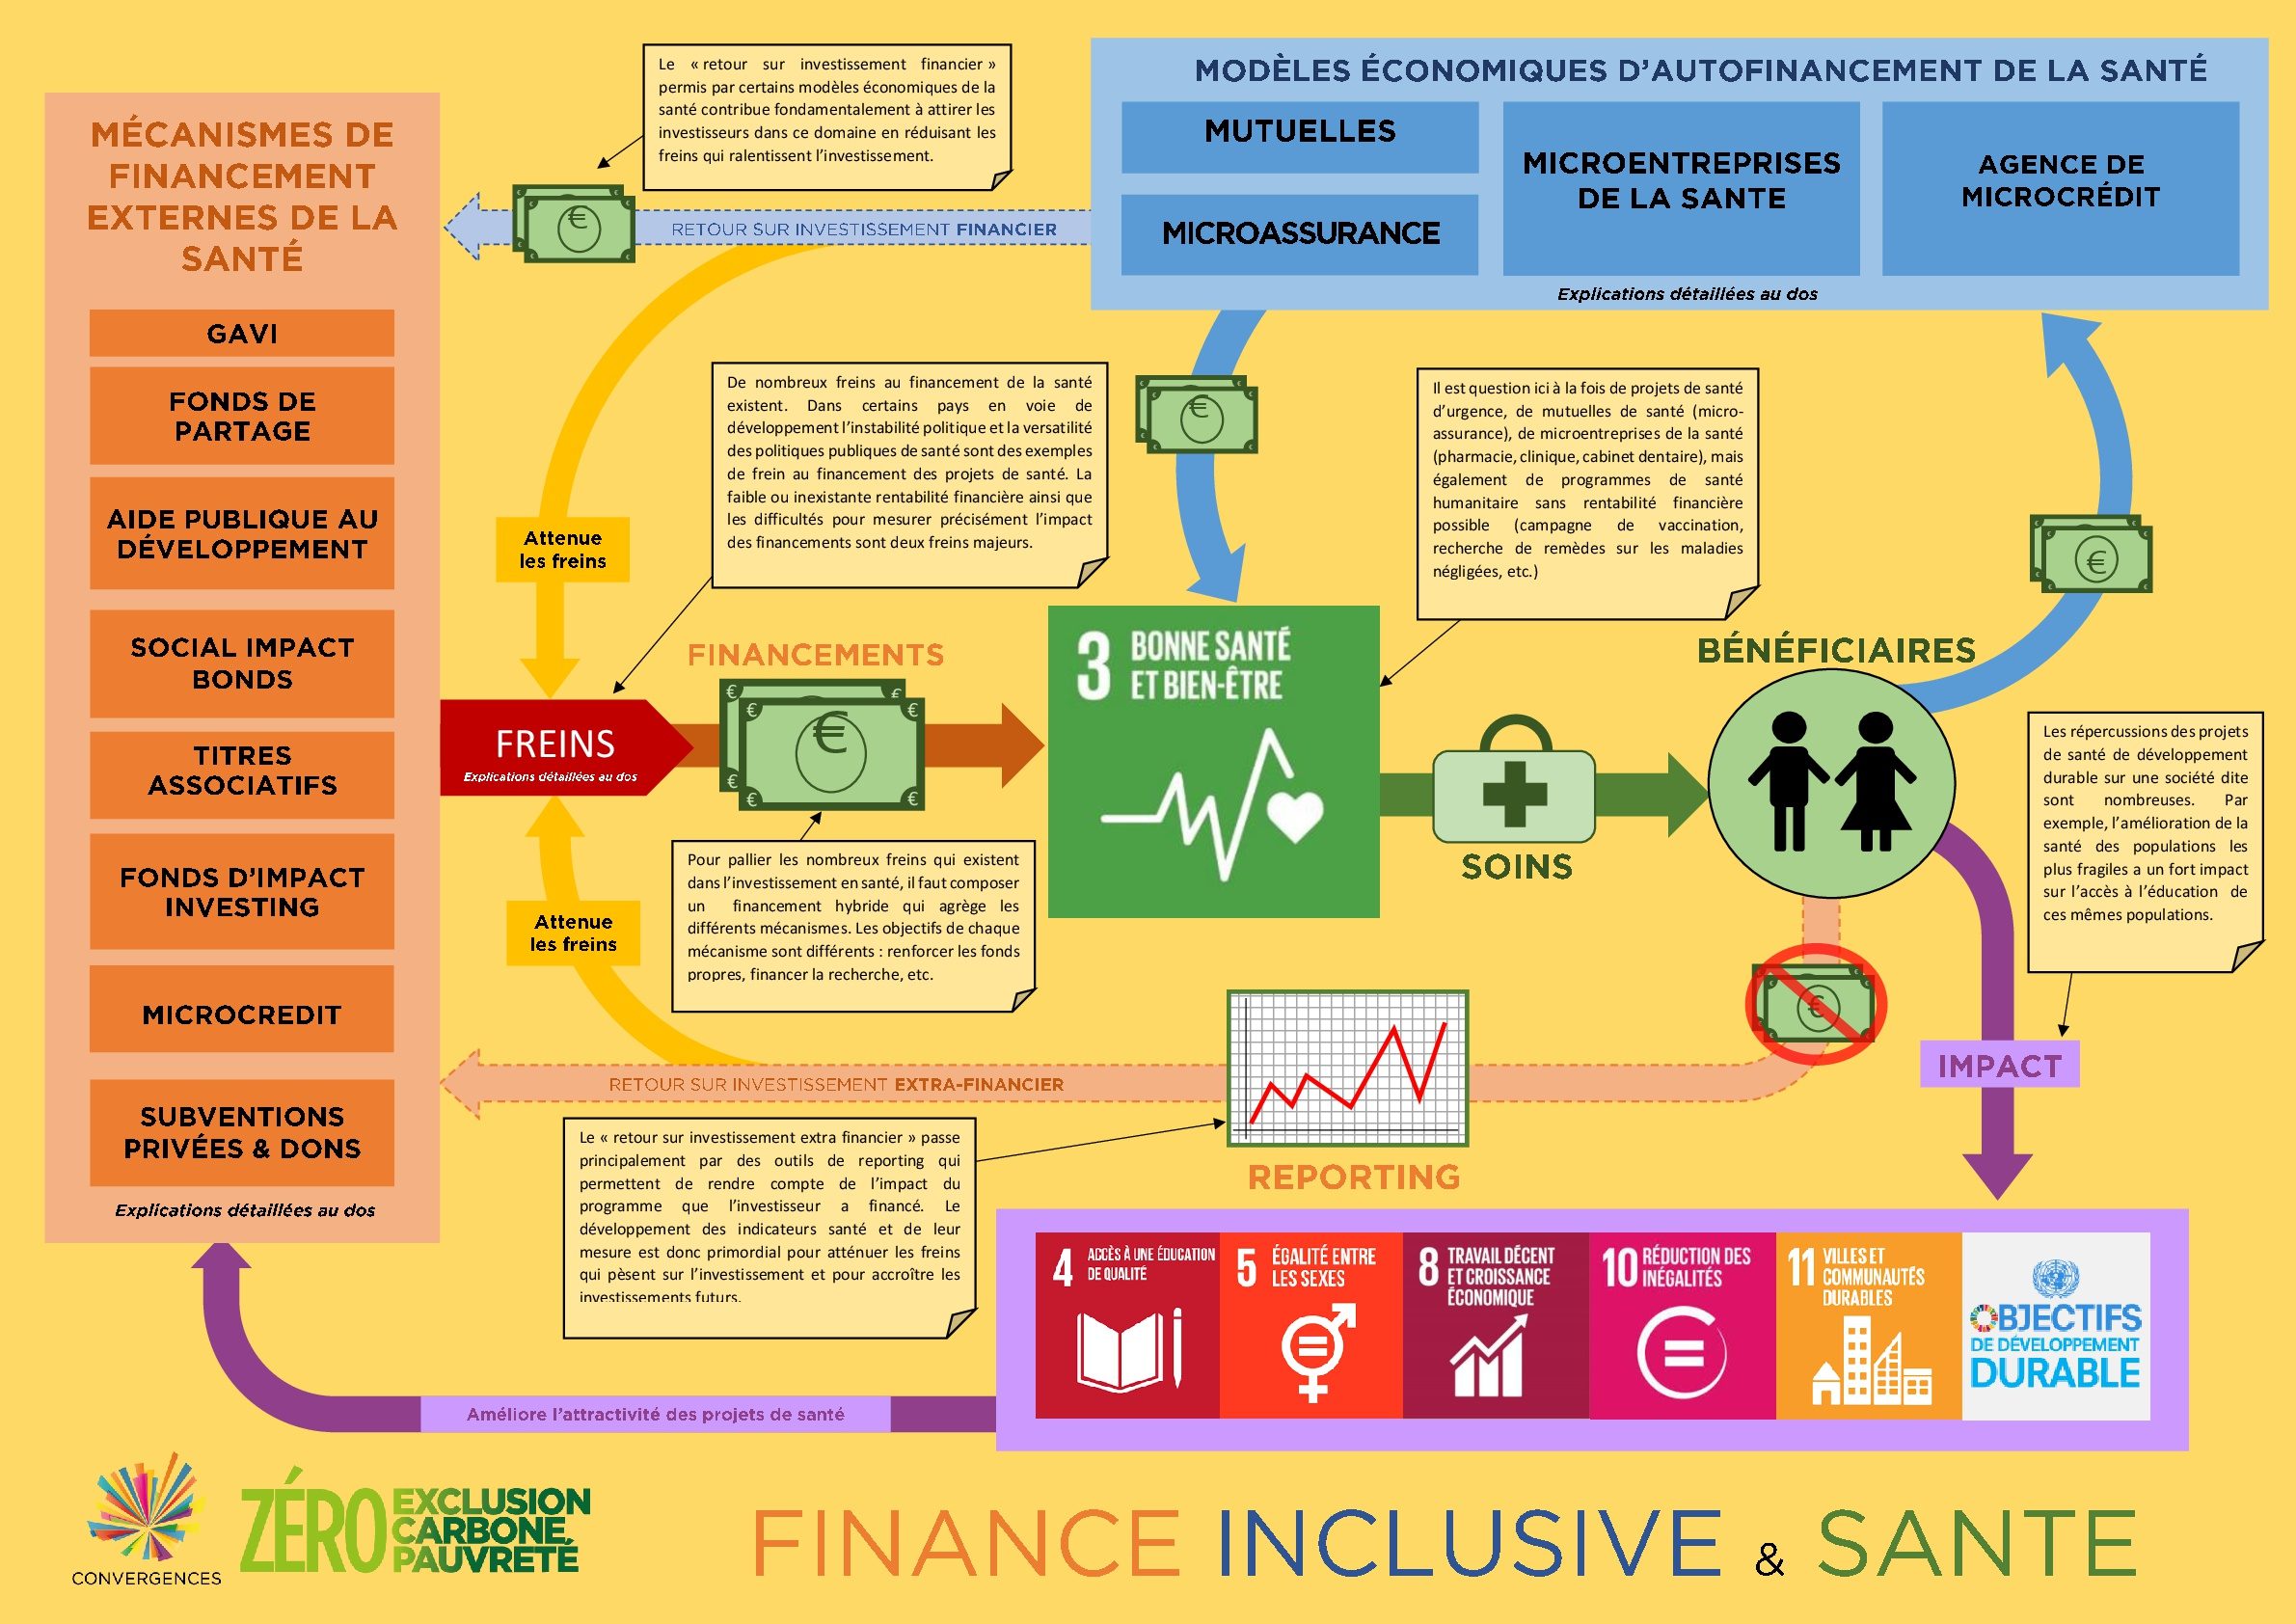 Le « retour sur investissement financier »
permis par certains modèles économiques de la
santé contribue fondamentalement à attirer les
investisseurs dans ce domaine en réduisant les
freins qui ralentissent l'investissement.
MODÈLES ÉCONOMIQUES D'AUTOFINANCEMENT DE LA SANTÉ
MUTUELLES
MICROASSURANCE
MICROENTREPRISES
DE LA SANTE
AGENCE DE
MICROCRÉDIT
Explications détaillées au dos
MÉCANISMES DE
FINANCEMENT
EXTERNES DE LA
SANTÉ
GAVI
FONDS DE
PARTAGE
AIDE PUBLIQUE AU
DÉVELOPPEMENT
SOCIAL IMPACT
BONDS
TITRES
ASSOCIATIFS
FONDS D'IMPACT
INVESTING
MICROCREDIT
SUBVENTIONS
PRIVÉES & DONS
Explications détaillées au dos
€
RETOUR SUR INVESTISSEMENT FINANCIER
De nombreux freins au financement de la santé
existent. Dans certains pays en voie de
développement l'instabilité politique et la versatilité
des politiques publiques de santé sont des exemples
de frein au financement des projets de santé. La
faible ou inexistante rentabilité financière ainsi que
les difficultés pour mesurer précisément l'impact
des financements sont deux freins majeurs.
€
Il est question ici à la fois de projets de santé
d'urgence, de mutuelles de santé (micro-
assurance), de microentreprises de la santé
(pharmacie, clinique, cabinet dentaire), mais
également de programmes de santé
humanitaire sans rentabilité financière
possible (campagne de vaccination,
recherche de remèdes sur les maladies
négligées, etc.)
€
Attenue
les freins
FREINS
Explications détaillées au dos
FINANCEMENTS
€
3 BONNE SANTÉ
ET BIEN-ÊTRE
SOINS
BÉNÉFICIAIRES
Les répercussions des projets
de santé de développement
durable sur une société dite
sont nombreuses. Par
exemple, l'amélioration de la
santé des populations les
plus fragiles a un fort impact
sur l'accès à l'éducation de
ces mêmes populations.
Pour pallier les nombreux freins qui existent
dans l'investissement en santé, il faut composer
un financement hybride qui agrège les
différents mécanismes. Les objectifs de chaque
mécanisme sont différents : renforcer les fonds
propres, financer la recherche, etc.
Attenue
les freins
€
IMPACT
RETOUR SUR INVESTISSEMENT EXTRA-FINANCIER
REPORTING
Le « retour sur investissement extra financier » passe
principalement par des outils de reporting qui
permettent de rendre compte de l'impact du
programme que l'investisseur a financé. Le
développement des indicateurs santé et de leur
mesure est donc primordial pour atténuer les freins
qui pèsent sur l'investissement et pour accroître les
investissements futurs.
4 ACCÈS À UNE ÉDUCATION
DE QUALITÉ
5 ÉGALITÉ ENTRE
LES SEXES
8 TRAVAIL DÉCENT
ET CROISSANCE
ÉCONOMIQUE
10 RÉDUCTION DES
INÉGALITÉS
11 VILLES ET
COMMUNAUTÉS
DURABLES
OBJECTIFS
DE DÉVELOPPEMENT
DURABLE
Améliore l'attractivité des projets de santé
CONVERGENCES
ZÉRO EXCLUSION
CARBONE
PAUVRETÉ
FINANCE INCLUSIVE & SANTE